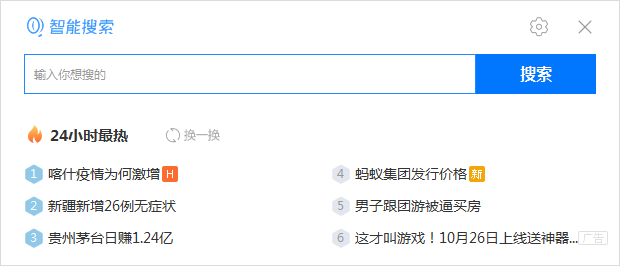 智能搜索
输入你想搜的
搜索
24小时最热
换一换
1 喀什疫情为何激增 H
4 蚂蚁集团发行价格 新
2 新疆新增26例无症状
5 男子跟团游被逼买房
3 贵州茅台日赚1.24亿
6 这才叫游戏！10月26日上线送神器... 广告